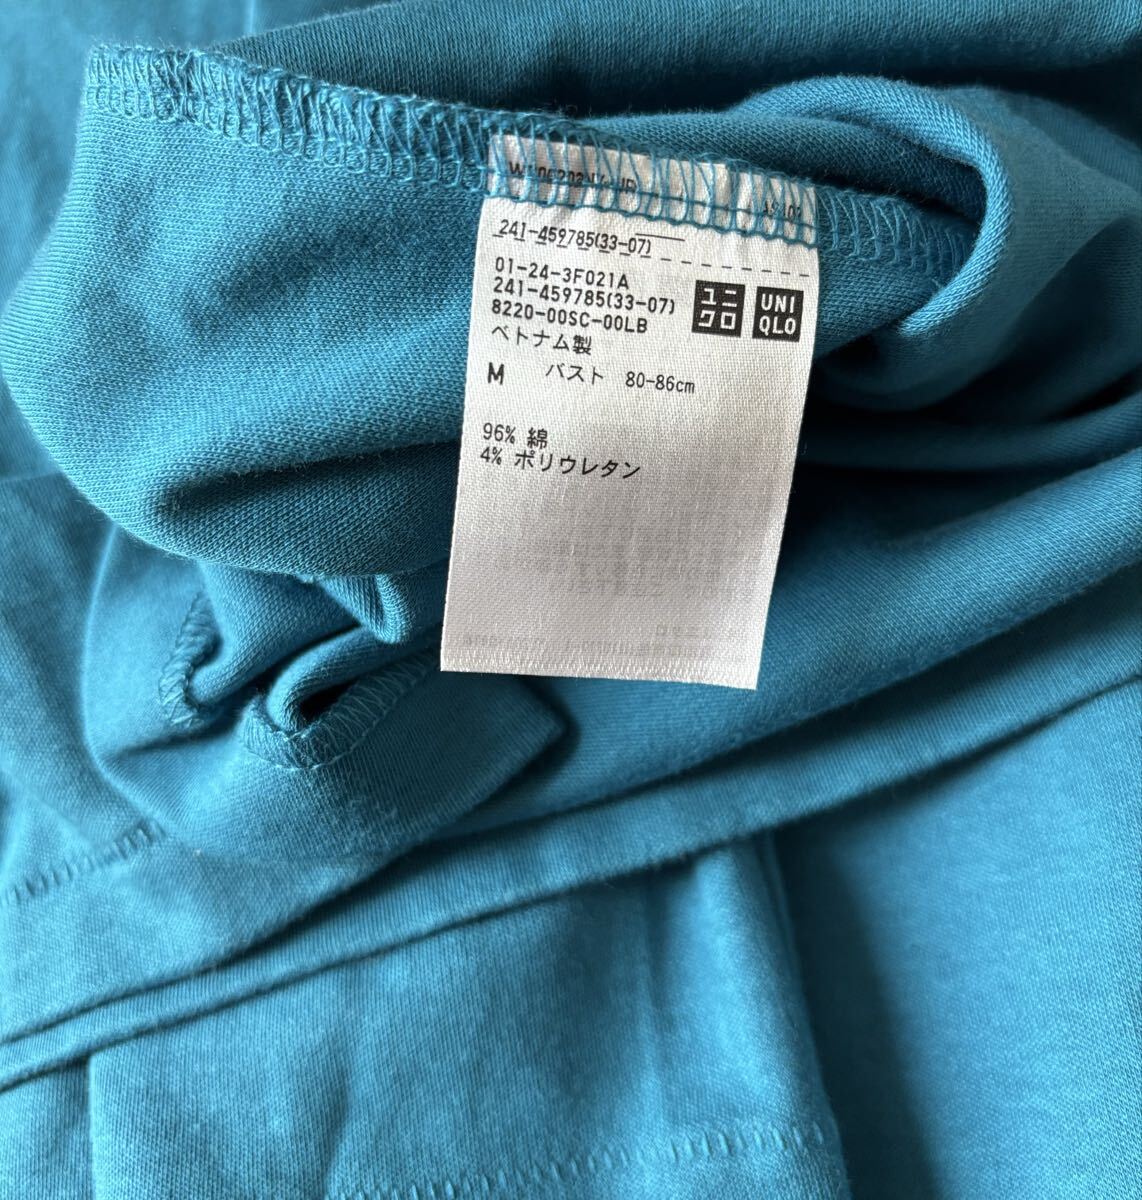 241-459785(33-07)
01-24-3F021A
241-459785(33-07)
8220-00SC-00LB
ユニクロ
UNIQLO
ベトナム製
M バスト 80-86cm
96% 綿
4% ポリウレタン